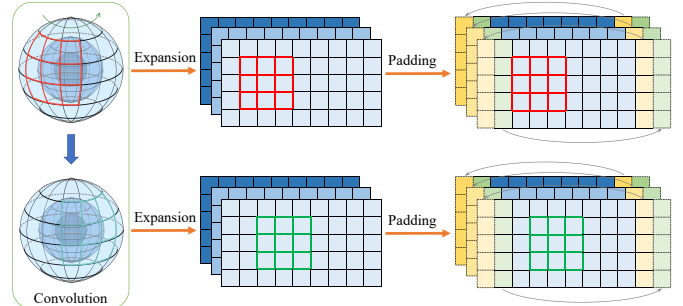 Expansion
Padding
Expansion
Padding
Convolution